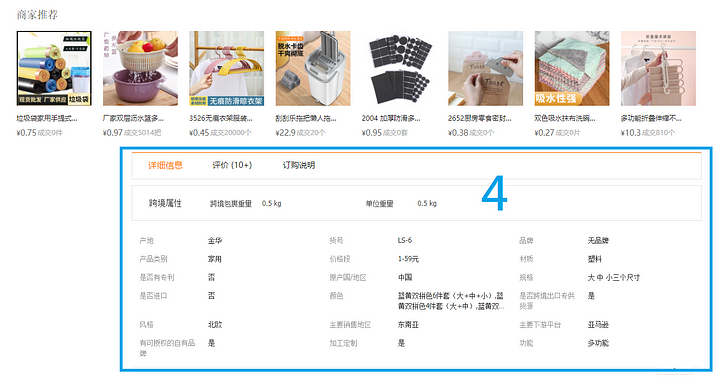 商家推荐
现货批发 厂家供应 垃圾袋
无痕防滑晾衣架
脱水卡齿
干爽彻底
Toast
吸水性强
垃圾袋家用手提式...
厂家双层沥水篮多...
3526无痕衣架服装...
刮刮乐拖把懒人拖...
2004 加厚防滑多...
2652厨房零食密封...
双色吸水抹布洗碗...
多功能折叠伸缩不...
¥0.75 成交0件
¥0.97 成交5014把
¥0.45 成交20000个
¥22.9 成交20个
¥0.95 成交0套
¥0.38 成交0个
¥0.27 成交0片
¥10.3 成交810个
详细信息 评价 (10+) 订购说明
4
跨境属性 跨境包裹重量 0.5 kg 单位重量 0.5 kg
产地 金华 货号 LS-6 品牌 无品牌
产品类别 家用 价格段 1-59元 材质 塑料
是否有专利 否 原产国/地区 中国 规格 大 中 小三个尺寸
是否进口 否 颜色 蓝黄双拼色6件套(大+中+小),蓝 是否跨境出口专供 是
黄双拼色4件套(大+中),蓝黄双... 货源
风格 北欧 主要销售地区 东南亚 主要下游平台 亚马逊
有可授权的自有品 是 加工定制 是 功能 多功能
牌